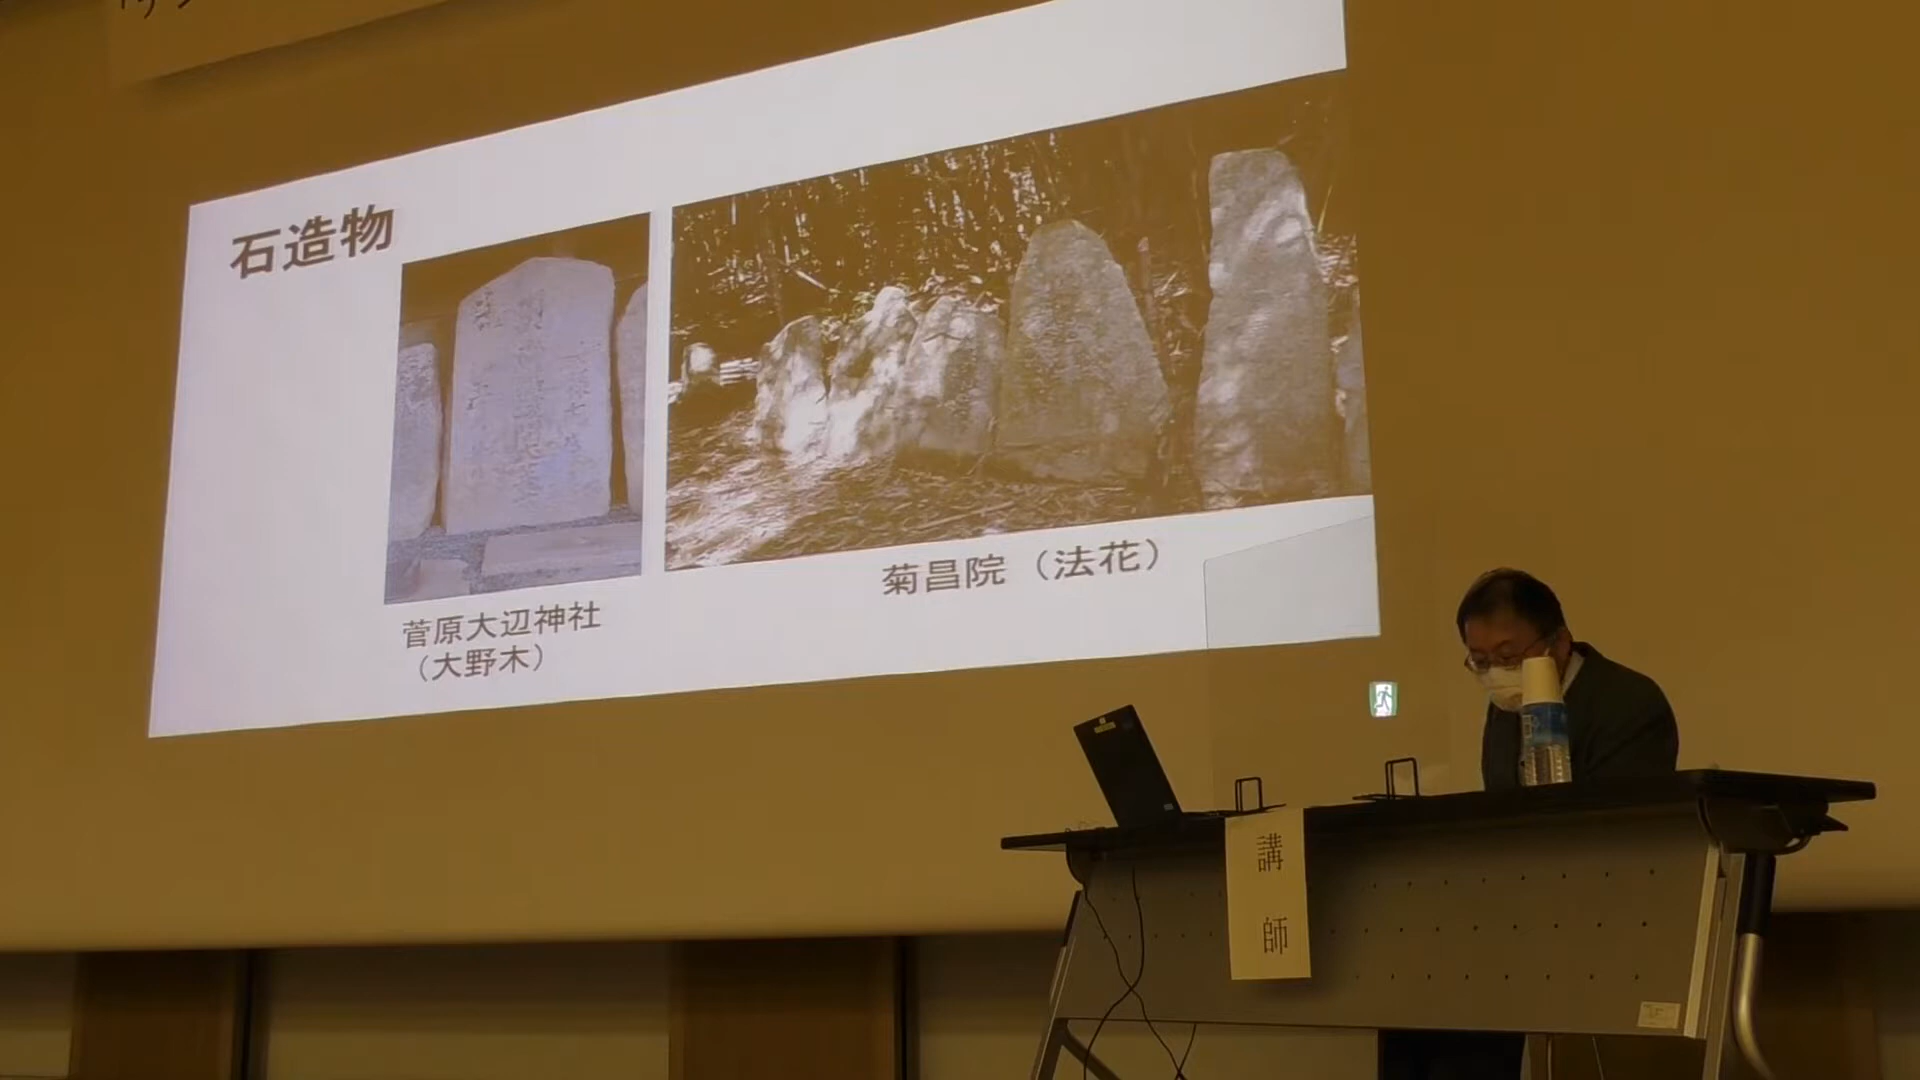 石造物
菅原大辺神社
（大野木）
菊昌院（法花）
講師